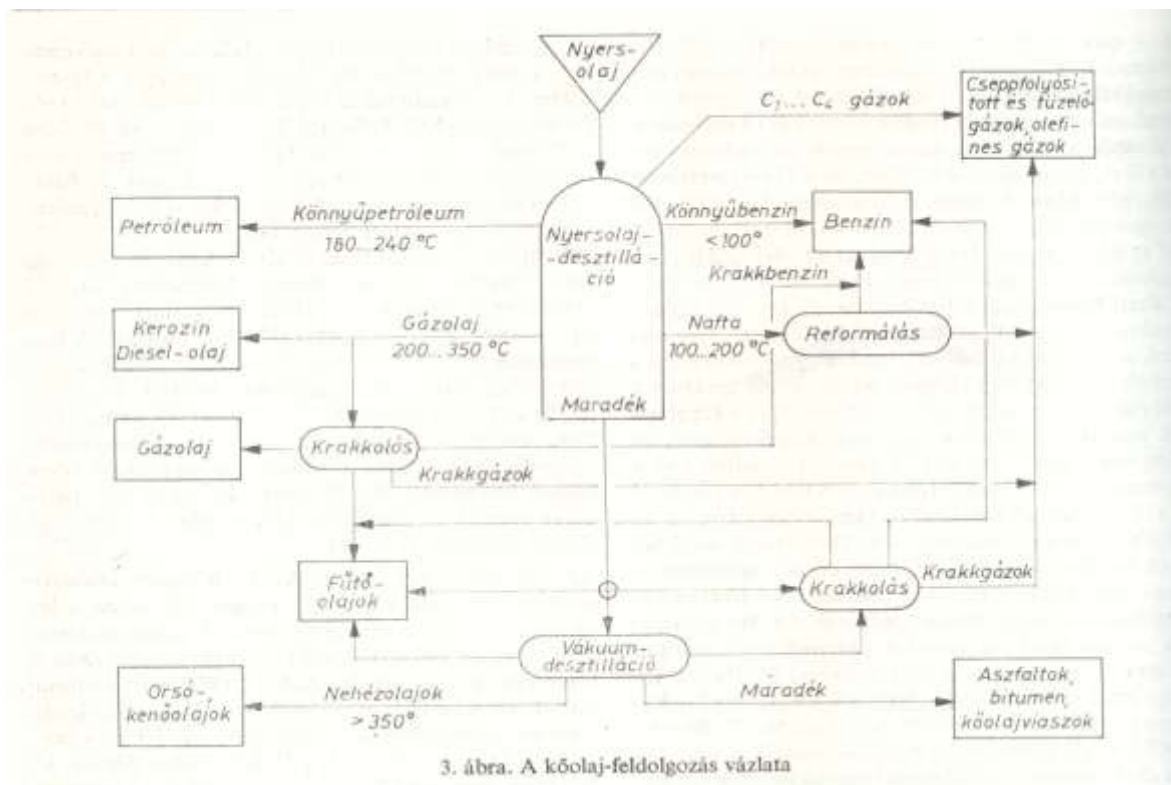 Nyers-
olaj
C₁... C₄ gázok
Cseppfolyósi-
tott és tüzelő-
gázok, olefi-
nes gázok
Petróleum
Könnyűpetróleum
180...240 °C
Nyersolaj-
-desztillá-
ció
Könnyűbenzin
<100°
Benzin
Krakkbenzin
Kerozin
Diesel-olaj
Gázolaj
200...350 °C
Nafta
100...200 °C
Reformálás
Maradék
Gázolaj
Krakkolós
Krakkgázok
Fűtő-
olajok
Krakkolás
Krakkgázok
Vákuum-
-desztilláció
Orsó-,
kenőolajok
Nehézolajok
>350°
Maradék
Aszfaltok,
bitumen,
kőolajviaszok
3. ábra. A kőolaj-feldolgozás vázlata